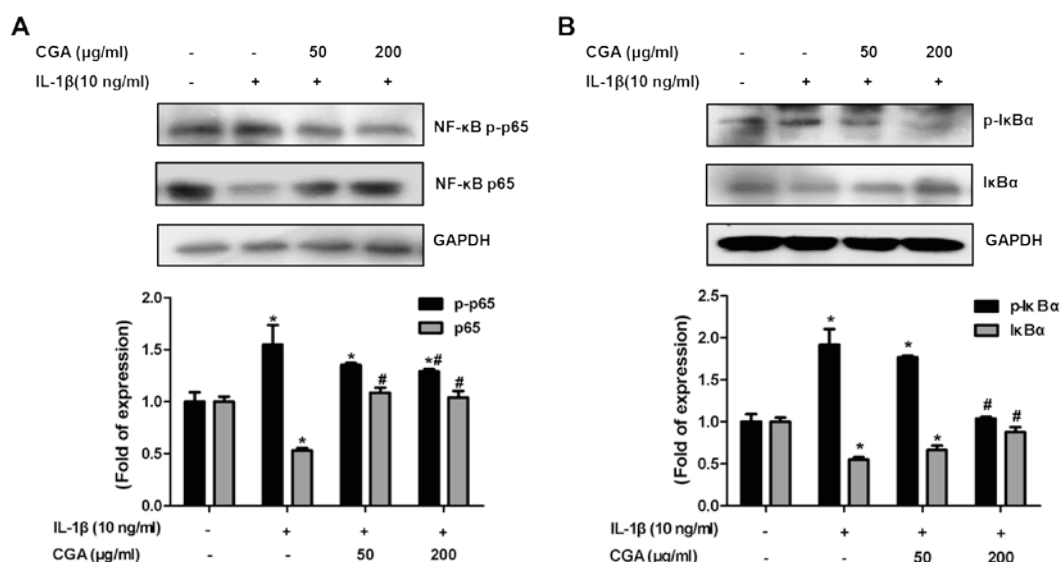 A
CGA (µg/ml) - - 50 200
IL-1β(10 ng/ml) - + + +
NF-κB p-p65
NF-κB p65
GAPDH
2.0
1.5
1.0
0.5
0.0
(Fold of expression)
p-p65
p65
* * * # *# #
IL-1β (10 ng/ml) - + + +
CGA (µg/ml) - - 50 200
B
CGA (µg/ml) - - 50 200
IL-1β(10 ng/ml) - + + +
p-IκBα
IκBα
GAPDH
2.5
2.0
1.5
1.0
0.5
0.0
(Fold of expression)
p-Iκ Bα
Iκ Bα
* * * * # #
IL-1β (10 ng/ml) - + + +
CGA (µg/ml) - - 50 200